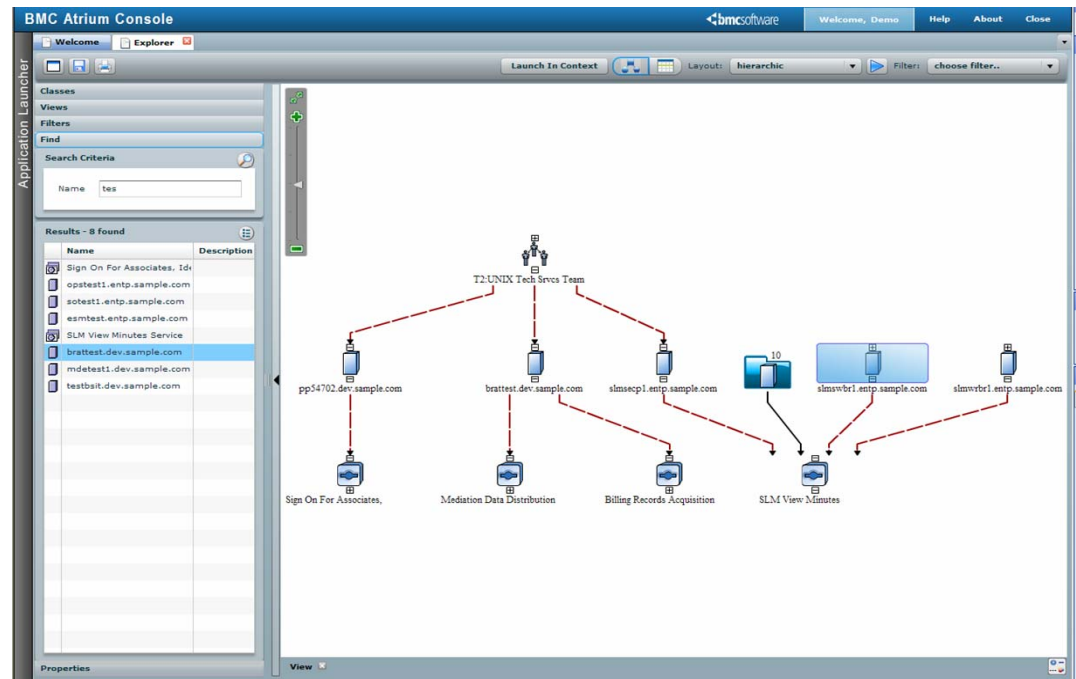 BMC Atrium Console
bmcsoftware
Welcome, Demo
Help
About
Close
Application Launcher
Welcome
Explorer
Launch In Context
Layout:
hierarchic
Filter:
choose filter..
Classes
Views
Filters
Find
Search Criteria
Name
tes
Results - 8 found
Name
Description
Sign On For Associates, Ide
opstest1.entp.sample.com
sotest1.entp.sample.com
esmtest.entp.sample.com
SLM View Minutes Service
brattest.dev.sample.com
mdetest1.dev.sample.com
testbsit.dev.sample.com
Properties
T2:UNIX Tech Srvcs Team
10
pp54702.dev.sample.com
brattest.dev.sample.com
slmsecp1.entp.sample.com
slmswbr1.entp.sample.com
slmwrbr1.entp.sample.com
Sign On For Associates,
Mediation Data Distribution
Billing Records Acquisition
SLM View Minutes
View